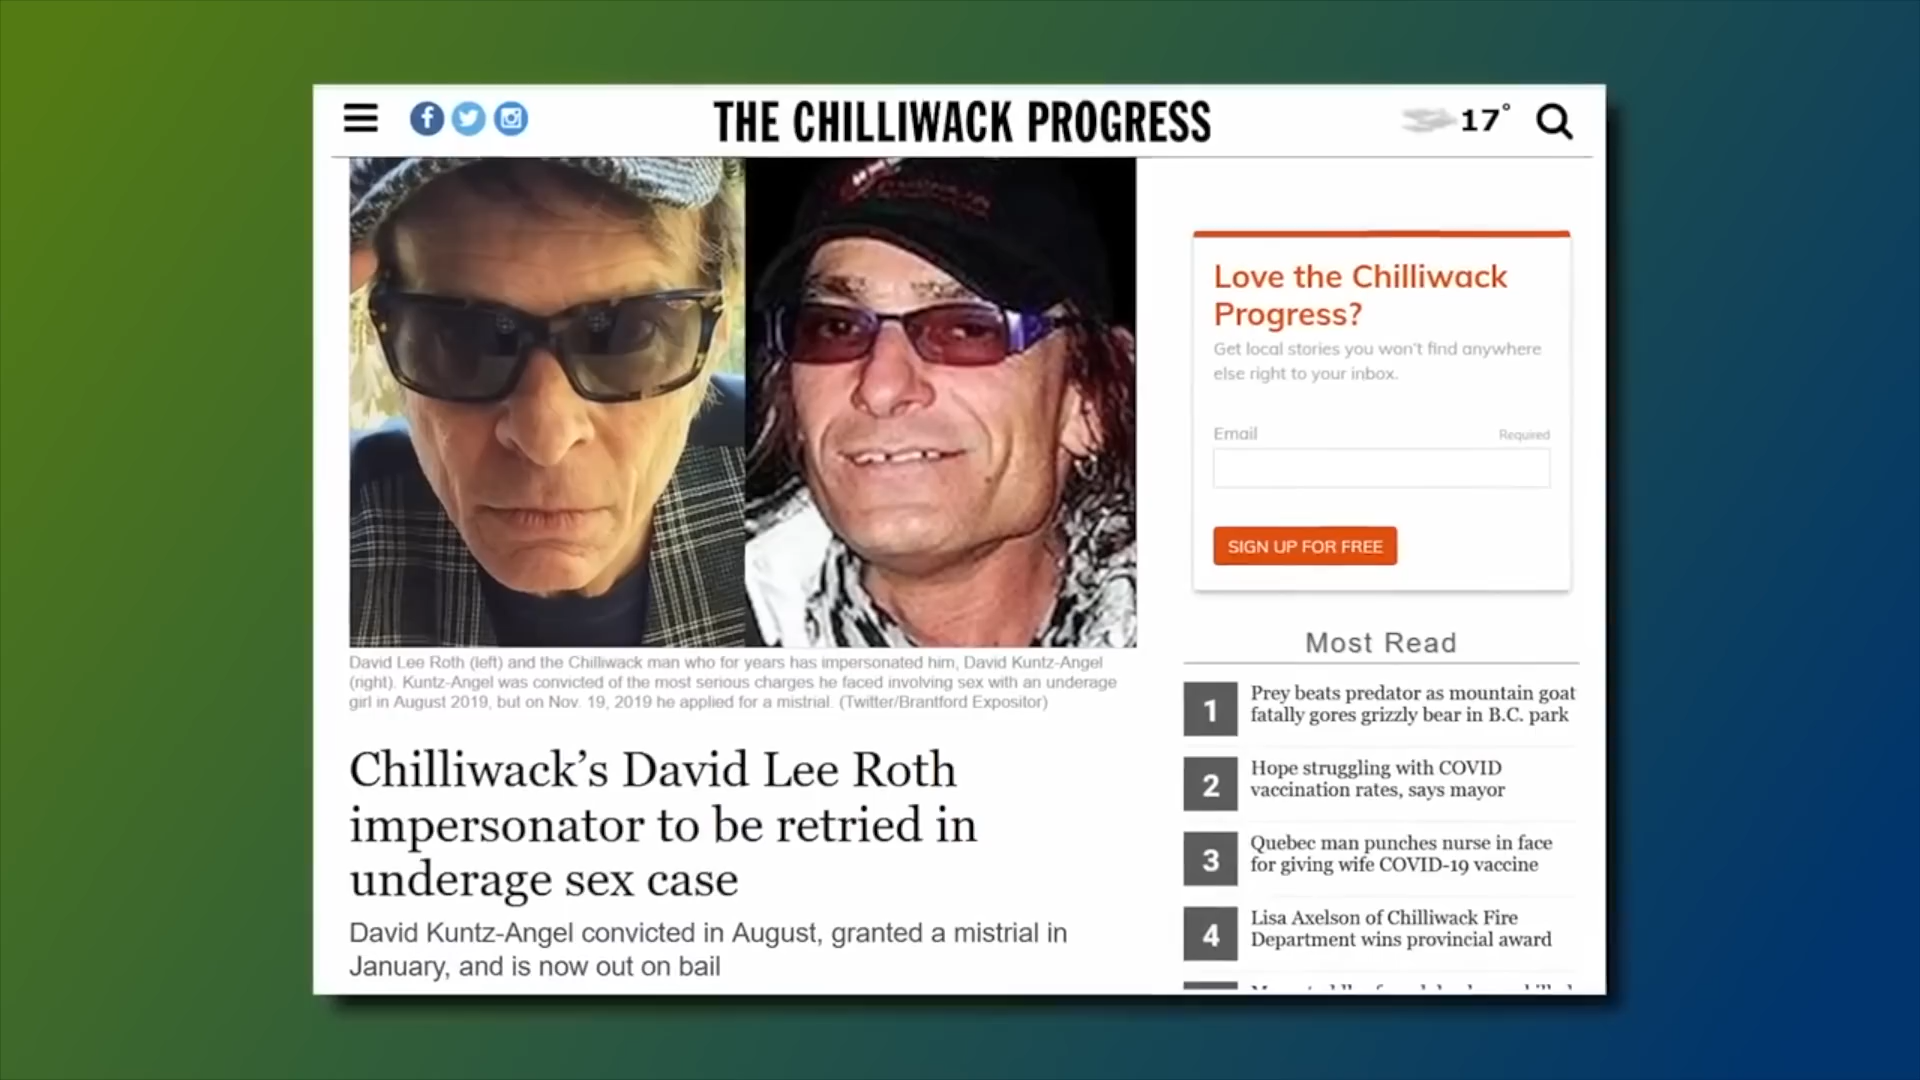 THE CHILLIWACK PROGRESS
17°
David Lee Roth (left) and the Chilliwack man who for years has impersonated him, David Kuntz-Angel
(right). Kuntz-Angel was convicted of the most serious charges he faced involving sex with an underage
girl in August 2019, but on Nov. 19, 2019 he applied for a mistrial. (Twitter/Brantford Expositor)
Chilliwack's David Lee Roth
impersonator to be retried in
underage sex case
David Kuntz-Angel convicted in August, granted a mistrial in
January, and is now out on bail
Love the Chilliwack
Progress?
Get local stories you won't find anywhere
else right to your inbox.
Email Required
SIGN UP FOR FREE
Most Read
1 Prey beats predator as mountain goat
fatally gores grizzly bear in B.C. park
2 Hope struggling with COVID
vaccination rates, says mayor
3 Quebec man punches nurse in face
for giving wife COVID-19 vaccine
4 Lisa Axelson of Chilliwack Fire
Department wins provincial award